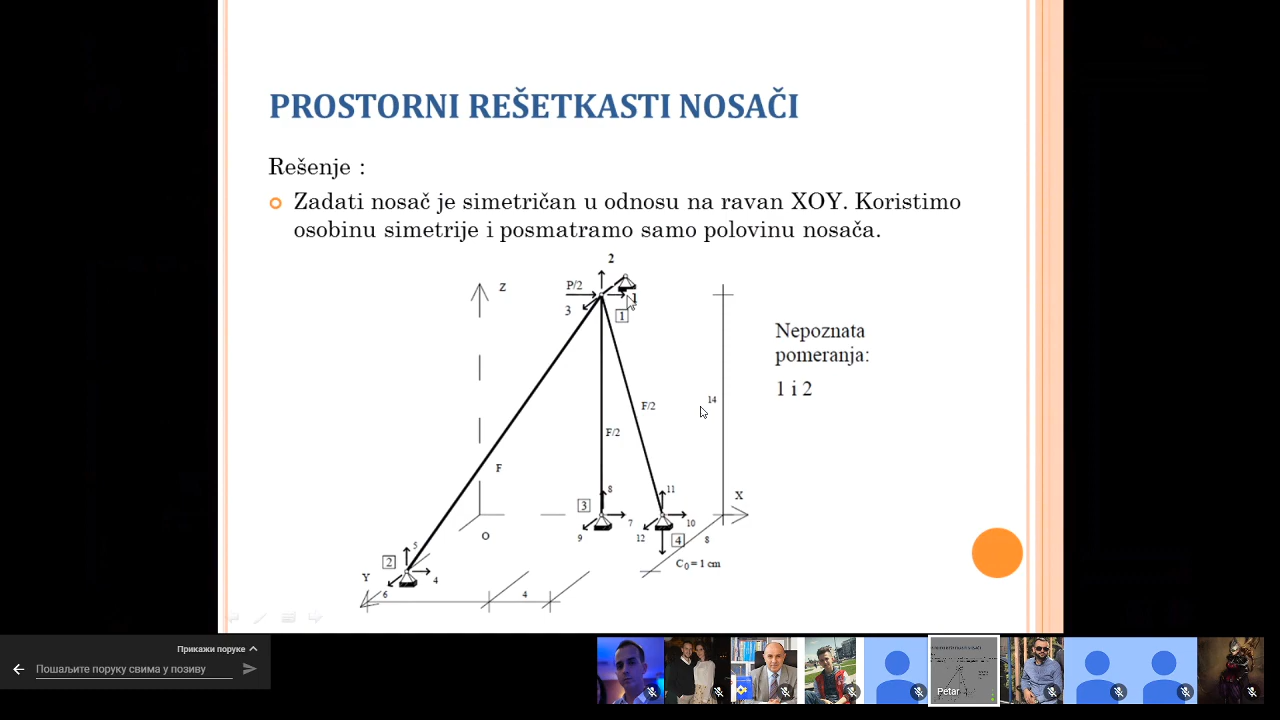 PROSTORNI REŠETKASTI NOSAČI
Rešenje :
Zadati nosač je simetričan u odnosu na ravan XOY. Koristimo
osobinu simetrije i posmatramo samo polovinu nosača.
2
Z
P/2
1
3
1
Nepoznata
pomeranja:
1 i 2
14
F/2
F/2
F
8
11
X
3
7
10
O
9
12
4
8
5
2
C0 = 1 cm
Y
4
6
4
Прикажи поруке
Пошаљите поруку свима у позиву
Petar